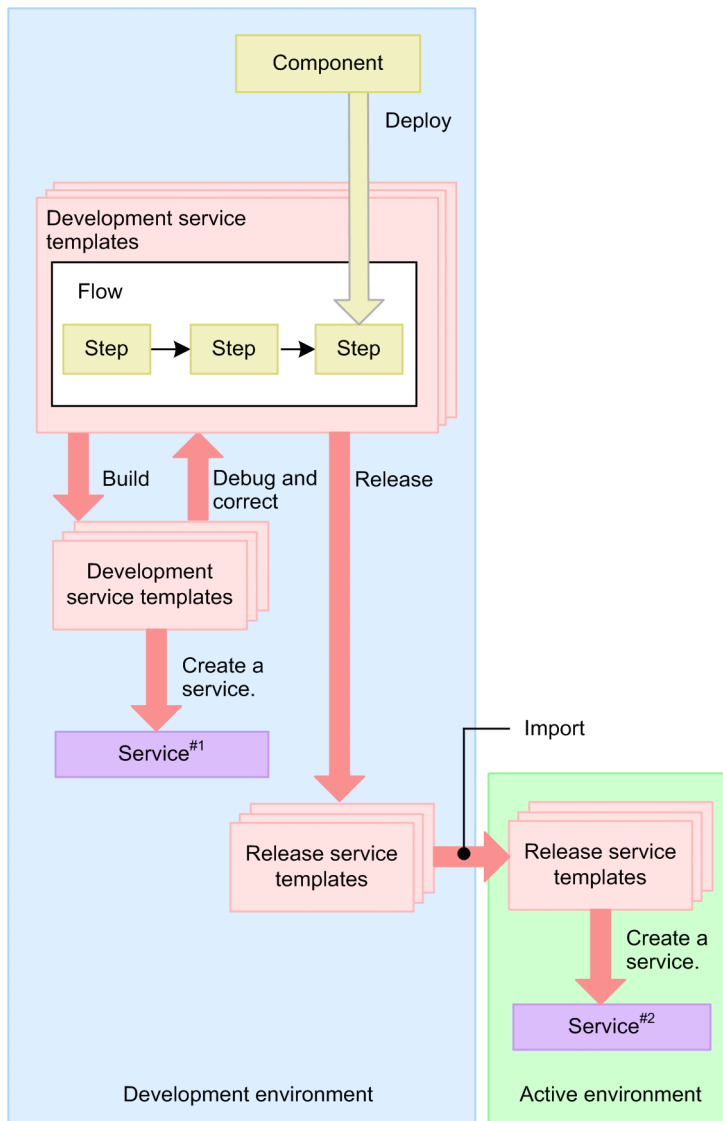 Component
Deploy
Development service
templates
Flow
Step
Step
Step
Build
Debug and
correct
Release
Development
service templates
Create a
service.
Service#1
Import
Release service
templates
Release service
templates
Create a
service.
Service#2
Development environment
Active environment